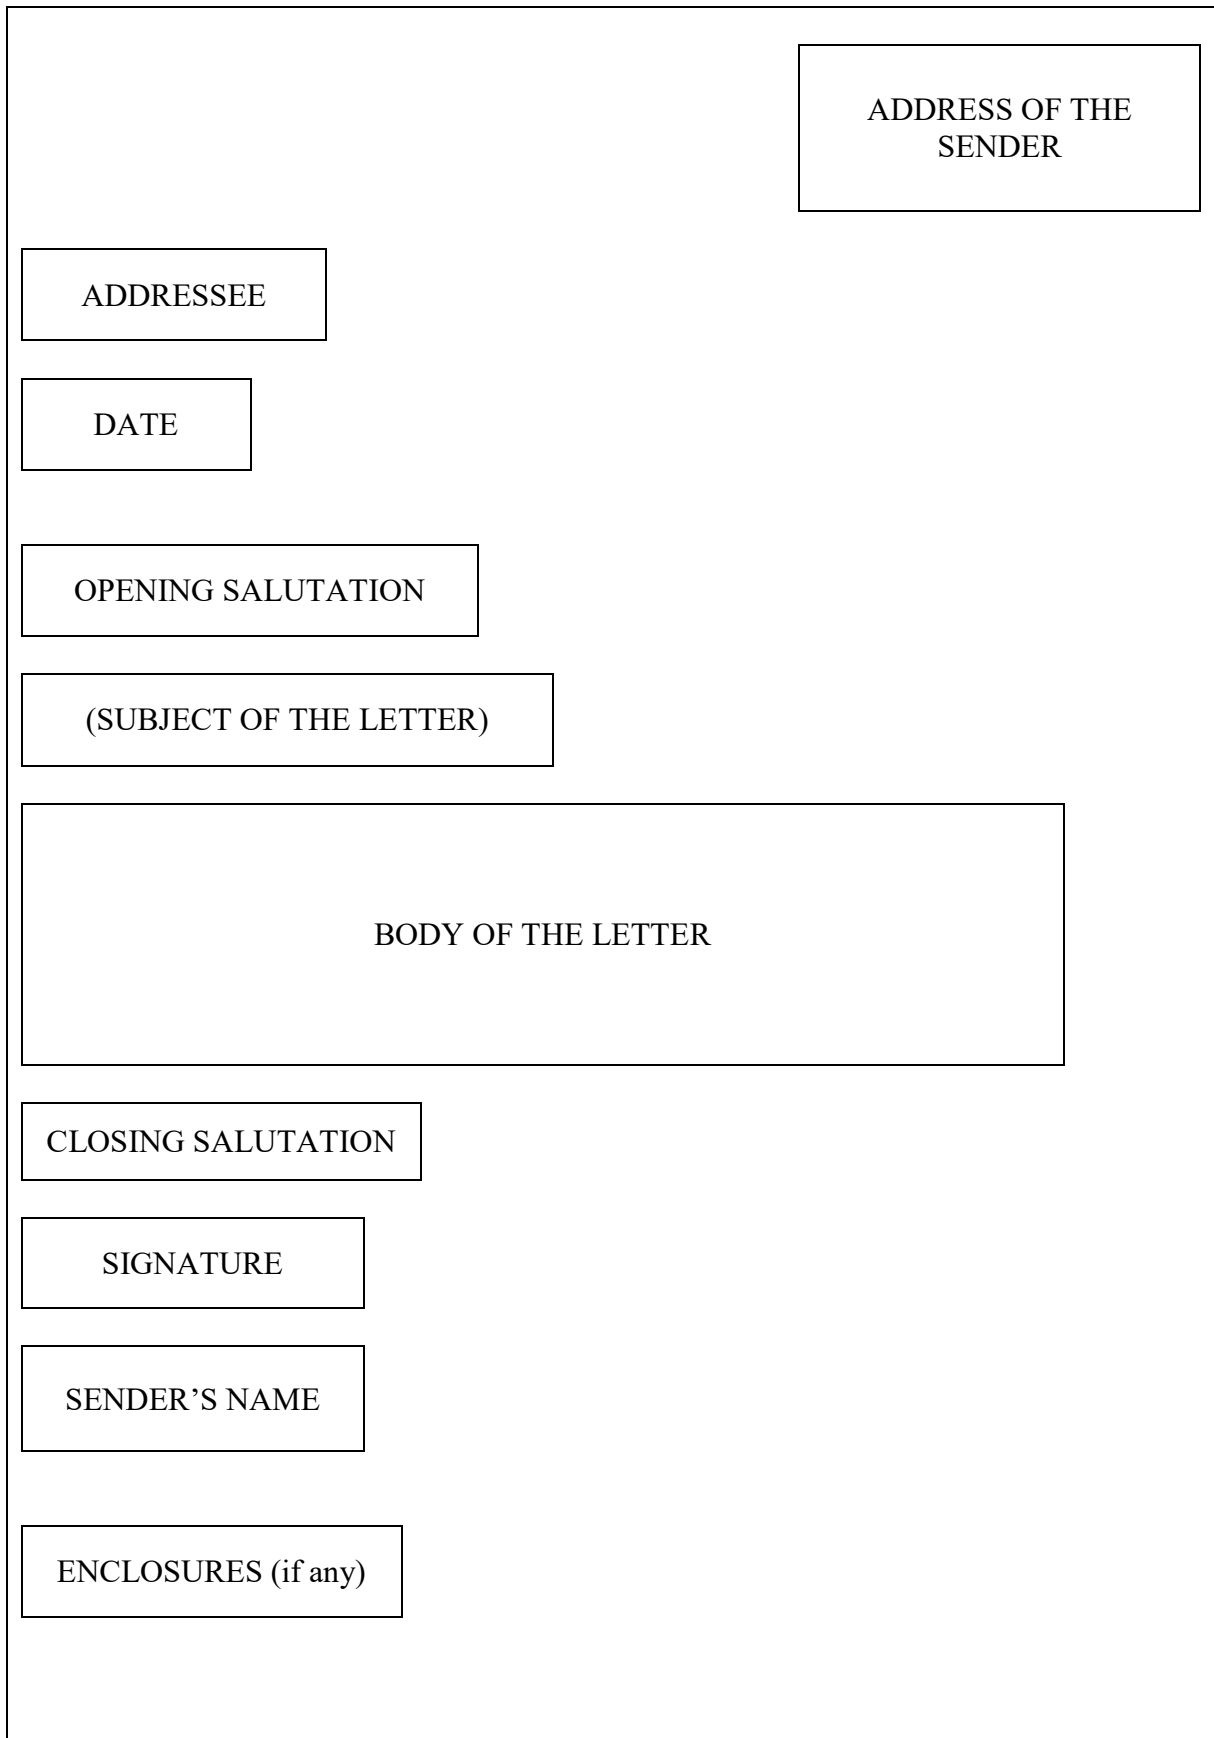 ADDRESS OF THE
SENDER
ADDRESSEE
DATE
OPENING SALUTATION
(SUBJECT OF THE LETTER)
BODY OF THE LETTER
CLOSING SALUTATION
SIGNATURE
SENDER’S NAME
ENCLOSURES (if any)